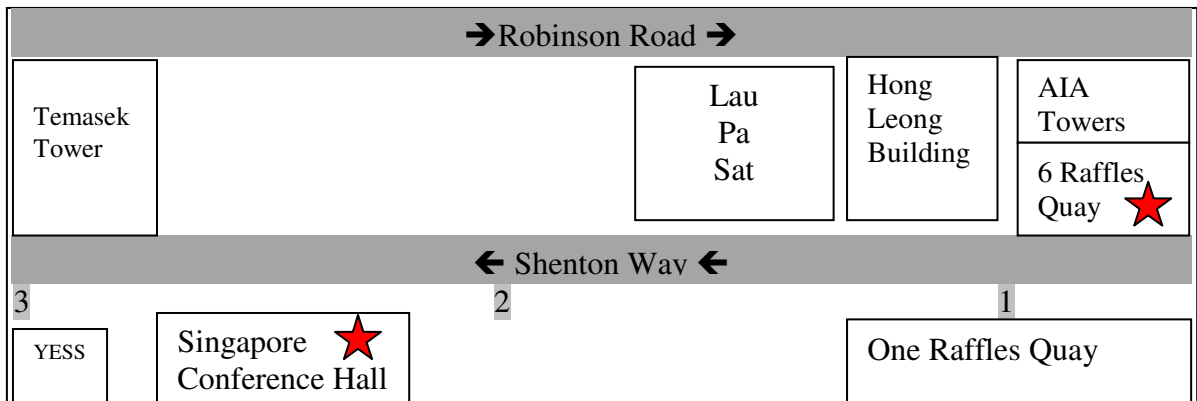 ➔Robinson Road ➔
Temasek
Tower
Lau
Pa
Sat
Hong
Leong
Building
AIA
Towers
6 Raffles
Quay
🡸 Shenton Way 🡸
3
2
1
YESS
Singapore
Conference Hall
One Raffles Quay